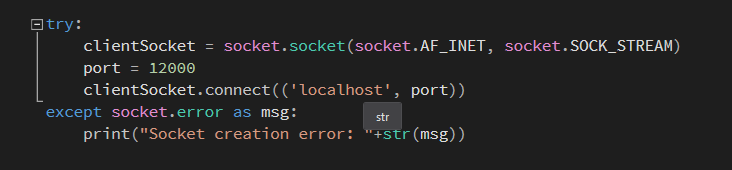 try:
    clientSocket = socket.socket(socket.AF_INET, socket.SOCK_STREAM)
    port = 12000
    clientSocket.connect(('localhost', port))
except socket.error as msg:
str
    print("Socket creation error: "+str(msg))